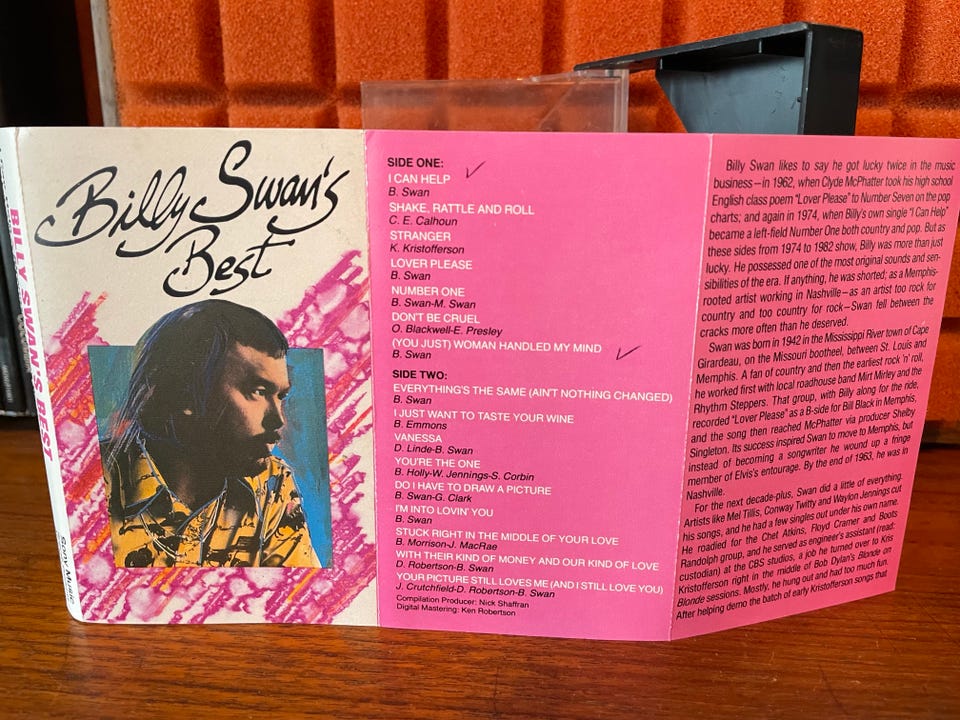 Billy Swan's
Best
BILLY SWAN'S BEST
Sony Music
SIDE ONE:
I CAN HELP
B. Swan
SHAKE, RATTLE AND ROLL
C. E. Calhoun
STRANGER
K. Kristofferson
LOVER PLEASE
B. Swan
NUMBER ONE
B. Swan-M. Swan
DON'T BE CRUEL
O. Blackwell-E. Presley
(YOU JUST) WOMAN HANDLED MY MIND
B. Swan
SIDE TWO:
EVERYTHING'S THE SAME (AIN'T NOTHING CHANGED)
B. Swan
I JUST WANT TO TASTE YOUR WINE
B. Emmons
VANESSA
D. Linde-B. Swan
YOU'RE THE ONE
B. Holly-W. Jennings-S. Corbin
DO I HAVE TO DRAW A PICTURE
B. Swan-G. Clark
I'M INTO LOVIN' YOU
B. Swan
STUCK RIGHT IN THE MIDDLE OF YOUR LOVE
B. Morrison-J. MacRae
WITH THEIR KIND OF MONEY AND OUR KIND OF LOVE
D. Robertson-B. Swan
YOUR PICTURE STILL LOVES ME (AND I STILL LOVE YOU)
J. Crutchfield-D. Robertson-B. Swan
Compilation Producer: Nick Shaffran
Digital Mastering: Ken Robertson
Billy Swan likes to say he got lucky twice in the music
business—in 1962, when Clyde McPhatter took his high school
English class poem "Lover Please" to Number Seven on the pop
charts; and again in 1974, when Billy's own single "I Can Help"
became a left-field Number One both country and pop. But as
these sides from 1974 to 1982 show, Billy was more than just
lucky. He possessed one of the most original sounds and sen-
sibilities of the era. If anything, he was shorted; as a Memphis-
rooted artist working in Nashville—as an artist too rock for
country and too country for rock—Swan fell between the
cracks more often than he deserved.
Swan was born in 1942 in the Mississippi River town of Cape
Girardeau, on the Missouri bootheel, between St. Louis and
Memphis. A fan of country and then the earliest rock 'n' roll,
he worked first with local roadhouse band Mirt Mirley and the
Rhythm Steppers. That group, with Billy along for the ride,
recorded "Lover Please" as a B-side for Bill Black in Memphis,
and the song then reached McPhatter via producer Shelby
Singleton. Its success inspired Swan to move to Memphis, but
instead of becoming a songwriter he wound up a fringe
member of Elvis's entourage. By the end of 1963, he was in
Nashville.
For the next decade-plus, Swan did a little of everything.
Artists like Mel Tillis, Conway Twitty and Waylon Jennings cut
his songs, and he had a few singles out under his own name.
He roadied for the Chet Atkins, Floyd Cramer and Boots
Randolph group, and he served as engineer's assistant (read:
custodian) at the CBS studios, a job he turned over to Kris
Kristofferson right in the middle of Bob Dylan's Blonde on
Blonde sessions. Mostly, he hung out and had too much fun.
After helping demo the batch of early Kristofferson songs that